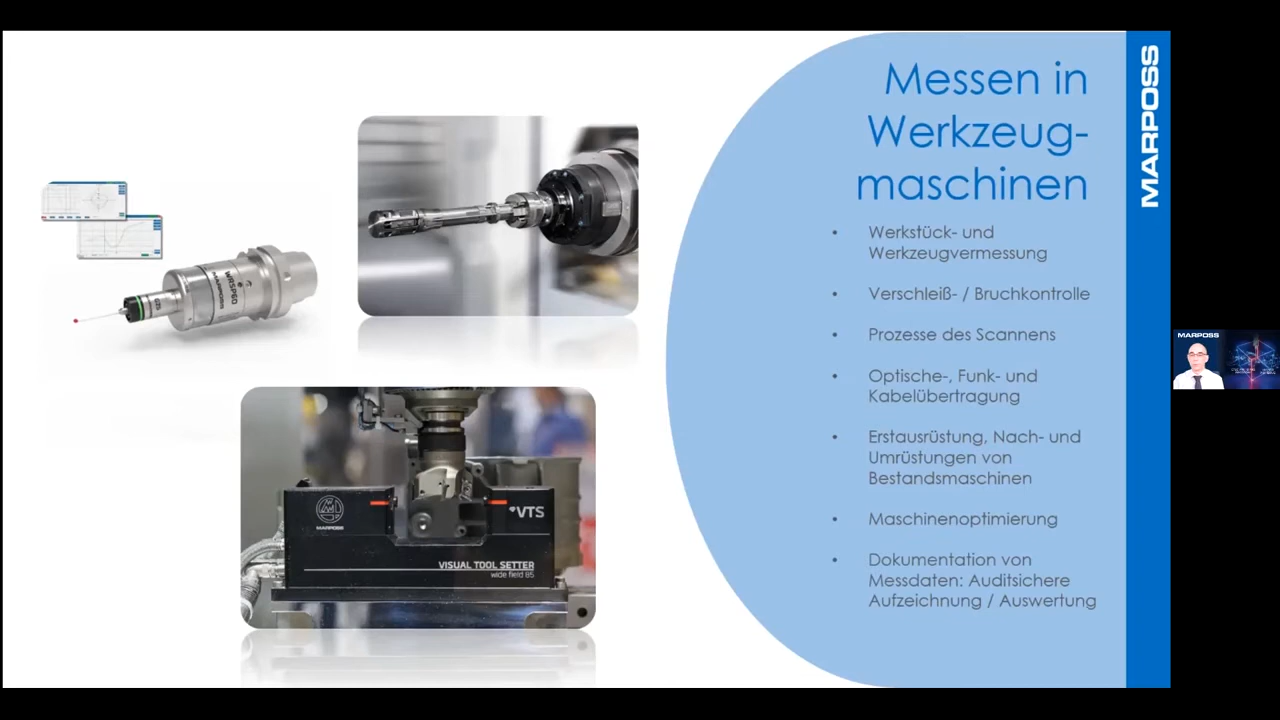 Messen in
Werkzeug-
maschinen
• Werkstück- und
Werkzeugvermessung
• Verschleiß- / Bruchkontrolle
• Prozesse des Scannens
• Optische-, Funk- und
Kabelübertragung
• Erstausrüstung, Nach- und
Umrüstungen von
Bestandsmaschinen
• Maschinenoptimierung
• Dokumentation von
Messdaten: Auditsichere
Aufzeichnung / Auswertung
MARPOSS
WRSP60
MARPOSS
G25
MARPOSS
VTS
VISUAL TOOL SETTER
wide field 85
MARPOSS